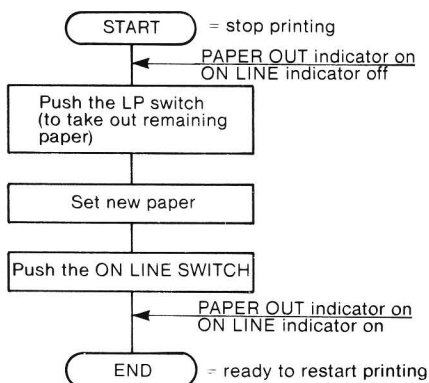 START = stop printing
PAPER OUT indicator on
ON LINE indicator off
Push the LP switch
(to take out remaining
paper)
Set new paper
Push the ON LINE SWITCH
PAPER OUT indicator on
ON LINE indicator on
END = ready to restart printing